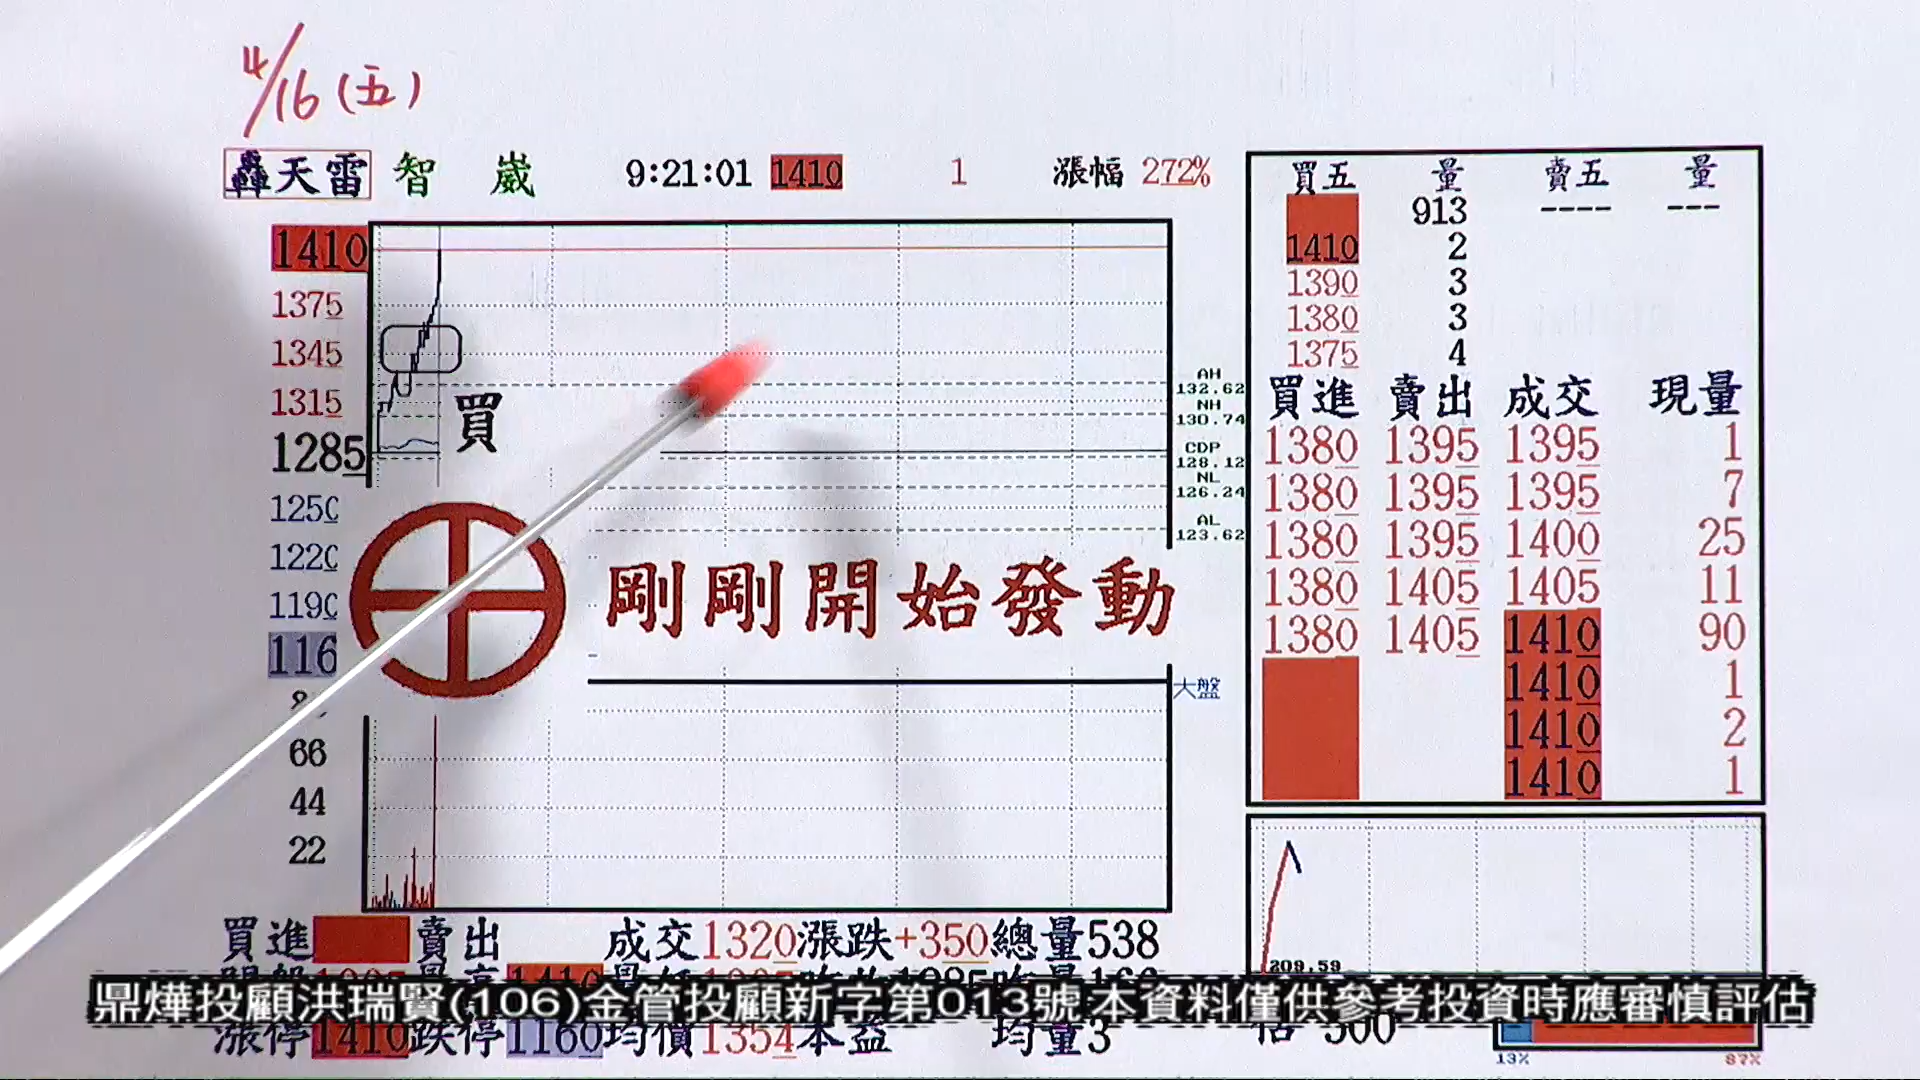 4/16(五)
轟天雷 智 崴 9:21:01 1410 1 漲幅 272%
1410
1375
1345
1315
1285
1250
1220
1190
116
66
44
22
買
剛剛開始發動
AH
132.62
NH
130.74
CDP
128.12
NL
126.24
AL
123.62
大盤
買五 量 賣五 量
913 ---- ---
1410 2
1390 3
1380 3
1375 4
買進 賣出 成交 現量
1380 1395 1395 1
1380 1395 1395 7
1380 1395 1400 25
1380 1405 1405 11
1380 1405 1410 90
1410 1
1410 2
1410 1
209.59
買進 賣出 成交1320漲跌+350總量538
鼎燁投顧洪瑞賢(106)金管投顧新字第013號本資料僅供參考投資時應審慎評估
漲停1410跌停1160均價1354本益 均量3
13% 87%